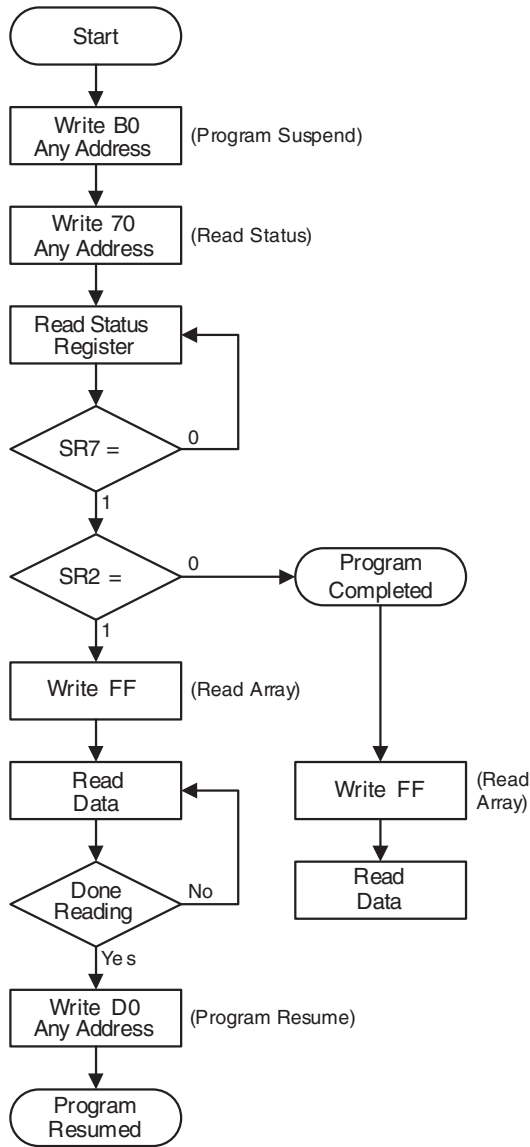 Start
Write B0
Any Address
(Program Suspend)
Write 70
Any Address
(Read Status)
Read Status
Register
SR7 =
0
1
SR2 =
0
Program
Completed
1
Write FF
(Read Array)
Read
Data
Write FF
(Read
Array)
Done
Reading
No
Read
Data
Yes
Write D0
Any Address
(Program Resume)
Program
Resumed